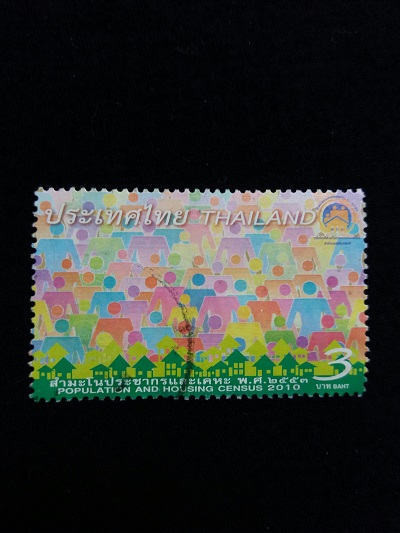 ประเทศไทย THAILAND
สำมะโนประชากรและเคหะ พ.ศ.๒๕๕๓
POPULATION AND HOUSING CENSUS 2010
3
บาท BAHT